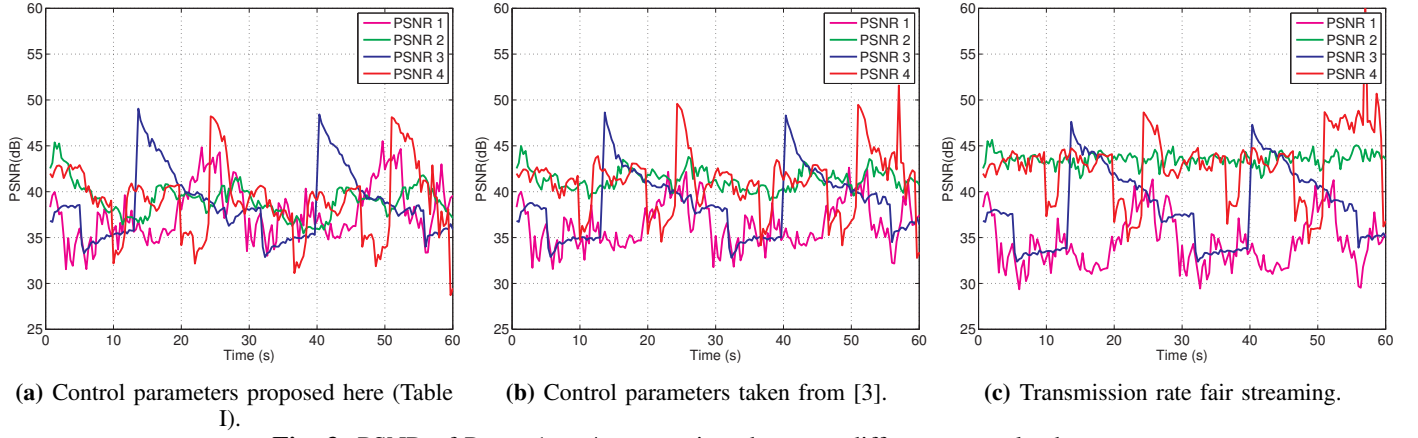 60
55
50
45
40
35
30
25
0
10
20
30
40
50
60
PSNR(dB)
Time (s)
PSNR 1
PSNR 2
PSNR 3
PSNR 4
(a) Control parameters proposed here (Table
I).
60
55
50
45
40
35
30
25
0
10
20
30
40
50
60
PSNR(dB)
Time (s)
PSNR 1
PSNR 2
PSNR 3
PSNR 4
(b) Control parameters taken from [3].
60
55
50
45
40
35
30
25
0
10
20
30
40
50
60
PSNR(dB)
Time (s)
PSNR 1
PSNR 2
PSNR 3
PSNR 4
(c) Transmission rate fair streaming.